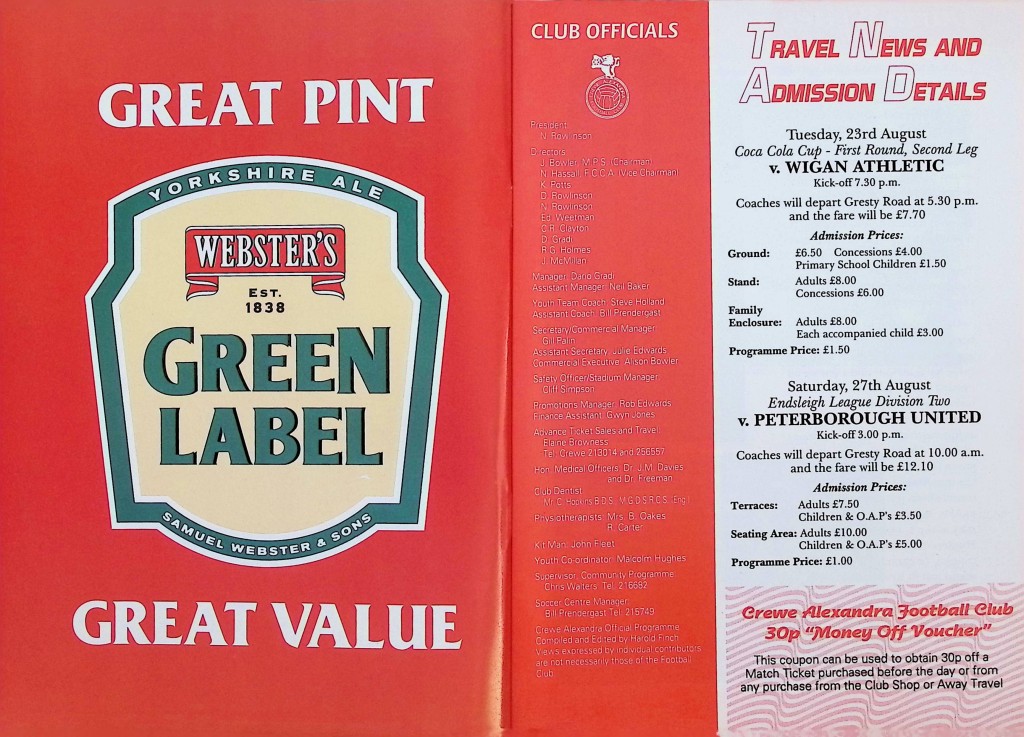 GREAT PINT
YORKSHIRE ALE
WEBSTER'S
EST.
1838
GREEN
LABEL
SAMUEL WEBSTER & SONS
GREAT VALUE
CLUB OFFICIALS
President:
N. Rowlinson
Directors:
J. Bowler, M.P.S. (Chairman)
N. Hassall, F.C.C.A. (Vice Chairman)
K. Potts
D. Rowlinson
N. Rowlinson
Ed. Weetman
C.R. Clayton
D. Gradi
R.G. Holmes
J. McMillan
Manager: Dario Gradi
Assistant Manager: Neil Baker
Youth Team Coach: Steve Holland
Assistant Coach: Bill Prendergast
Secretary/Commercial Manager:
Gill Palin
Assistant Secretary: Julie Edwards
Commercial Executive: Alison Bowler
Safety Officer/Stadium Manager:
Cliff Simpson
Promotions Manager: Rob Edwards
Finance Assistant: Gwyn Jones
Advance Ticket Sales and Travel:
Elaine Browness
Tel: Crewe 213014 and 256557
Hon. Medical Officers: Dr. J.M. Davies
and Dr. Freeman
Club Dentist:
Mr. C. Hopkins B.D.S., M.G.D.S.R.C.S. (Eng.)
Physiotherapists: Mrs. B. Oakes
R. Carter
Kit Man: John Fleet
Youth Co-ordinator: Malcolm Hughes
Supervisor, Community Programme:
Chris Walters. Tel: 216682
Soccer Centre Manager:
Bill Prendergast Tel: 215749
Crewe Alexandra Official Programme
Compiled and Edited by Harold Finch
Views expressed by individual contributors
are not necessarily those of the Football
Club
TRAVEL NEWS AND
ADMISSION DETAILS
Tuesday, 23rd August
Coca Cola Cup - First Round, Second Leg
v. WIGAN ATHLETIC
Kick-off 7.30 p.m.
Coaches will depart Gresty Road at 5.30 p.m.
and the fare will be £7.70
Admission Prices:
Ground: £6.50 Concessions £4.00
Primary School Children £1.50
Stand: Adults £8.00
Concessions £6.00
Family
Enclosure: Adults £8.00
Each accompanied child £3.00
Programme Price: £1.50
Saturday, 27th August
Endsleigh League Division Two
v. PETERBOROUGH UNITED
Kick-off 3.00 p.m.
Coaches will depart Gresty Road at 10.00 a.m.
and the fare will be £12.10
Admission Prices:
Terraces: Adults £7.50
Children & O.A.P's £3.50
Seating Area: Adults £10.00
Children & O.A.P's £5.00
Programme Price: £1.00
Crewe Alexandra Football Club
30p "Money Off Voucher"
This coupon can be used to obtain 30p off a
Match Ticket purchased before the day or from
any purchase from the Club Shop or Away Travel